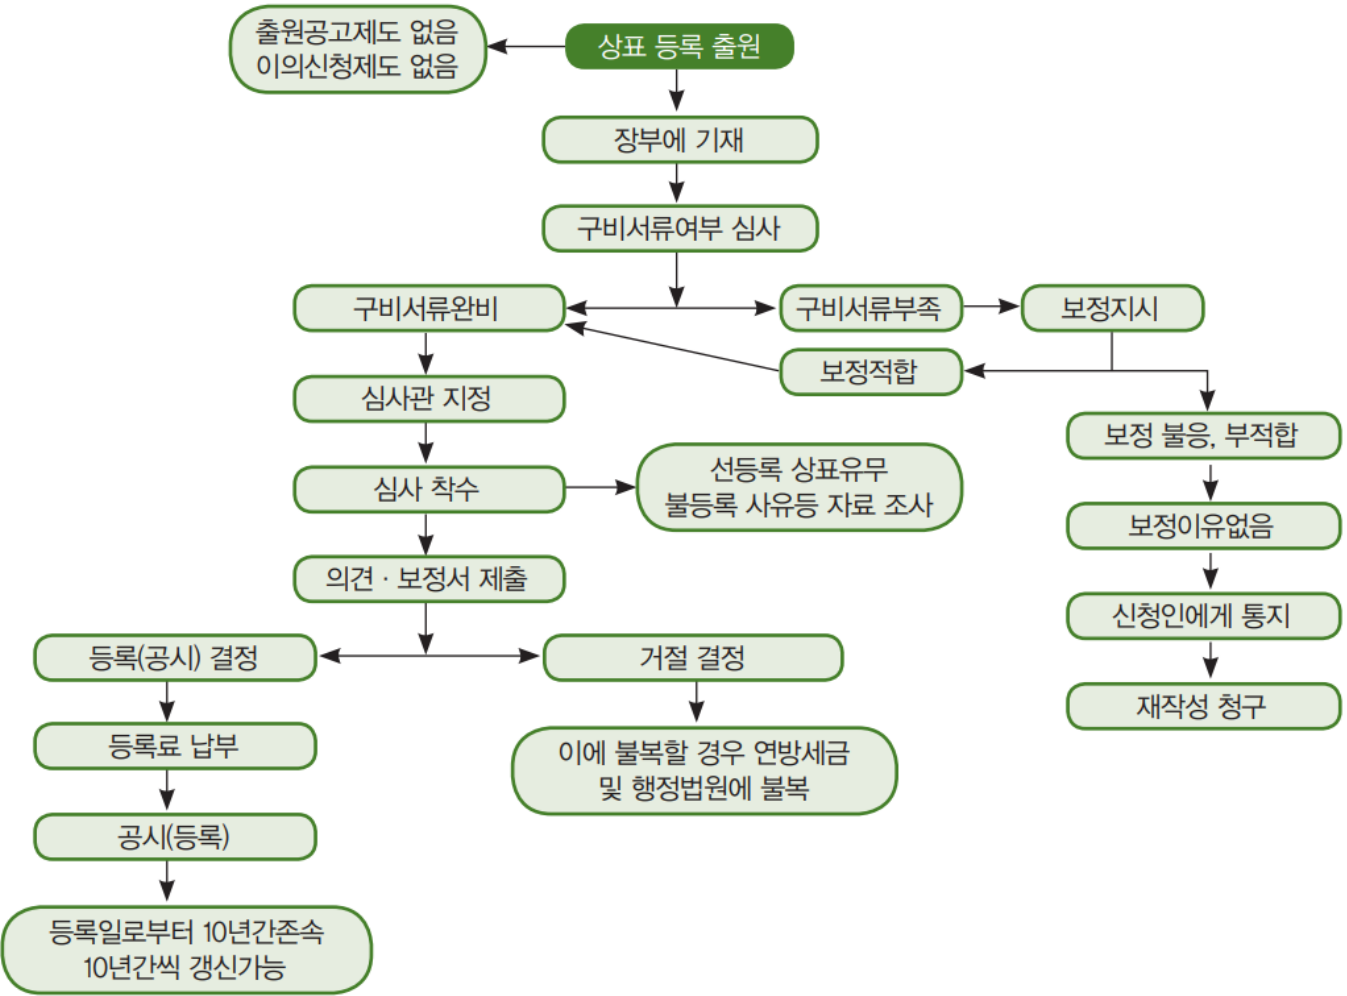 출원공고제도 없음
이의신청제도 없음
상표 등록 출원
장부에 기재
구비서류여부 심사
구비서류완비
구비서류부족
보정지시
보정적합
심사관 지정
보정 불응, 부적합
심사 착수
선등록 상표유무
불등록 사유등 자료 조사
보정이유없음
의견 · 보정서 제출
신청인에게 통지
등록(공시) 결정
거절 결정
재작성 청구
등록료 납부
이에 불복할 경우 연방세금
및 행정법원에 불복
공시(등록)
등록일로부터 10년간존속
10년간씩 갱신가능